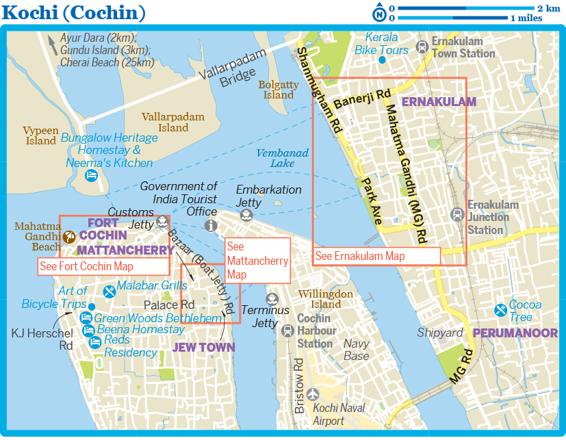 Kochi (Cochin)
N
0
2 km
0
1 miles
Ayur Dara (2km);
Gundu Island (3km);
Cherai Beach (25km)
Vallarpadam
Bridge
Kerala
Bike Tours
Ernakulam
Town Station
Shanmugham Rd
Bolgatty
Island
Banerji Rd
ERNAKULAM
Vallarpadam
Island
Vypeen
Island
Bungalow Heritage
Homestay &
Neema's Kitchen
Vembanad
Lake
Mahatma Gandhi (MG) Rd
Park Ave
Government of
India Tourist
Office
Embarkation
Jetty
Ernakulam
Junction
Station
Customs
Jetty
Mahatma
Gandhi
Beach
FORT
COCHIN
MATTANCHERRY
See Fort Cochin Map
Bazaar (Boat Jetty) Rd
See
Mattancherry
Map
See Ernakulam Map
Malabar Grills
Art of
Bicycle Trips
Palace Rd
Willingdon
Island
Terminus
Jetty
Green Woods Bethlehem
Beena Homestay
Reds
Residency
KJ Herschel
Rd
JEW TOWN
Cochin
Harbour
Station
Navy
Base
Shipyard
Cocoa
Tree
PERUMANOOR
MG Rd
Bristow Rd
Kochi Naval
Airport